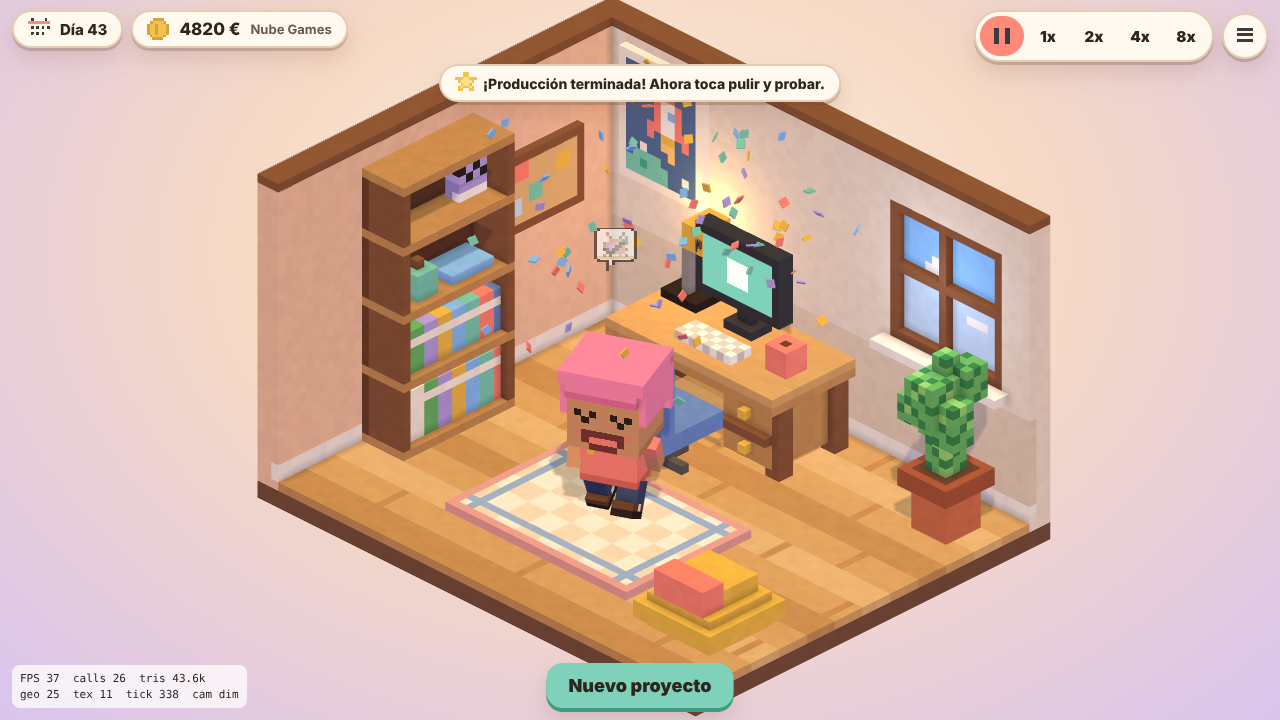 Día 43
4820 € Nube Games
1x 2x 4x 8x
¡Producción terminada! Ahora toca pulir y probar.
FPS 37 calls 26 tris 43.6k
geo 25 tex 11 tick 338 cam dim
Nuevo proyecto